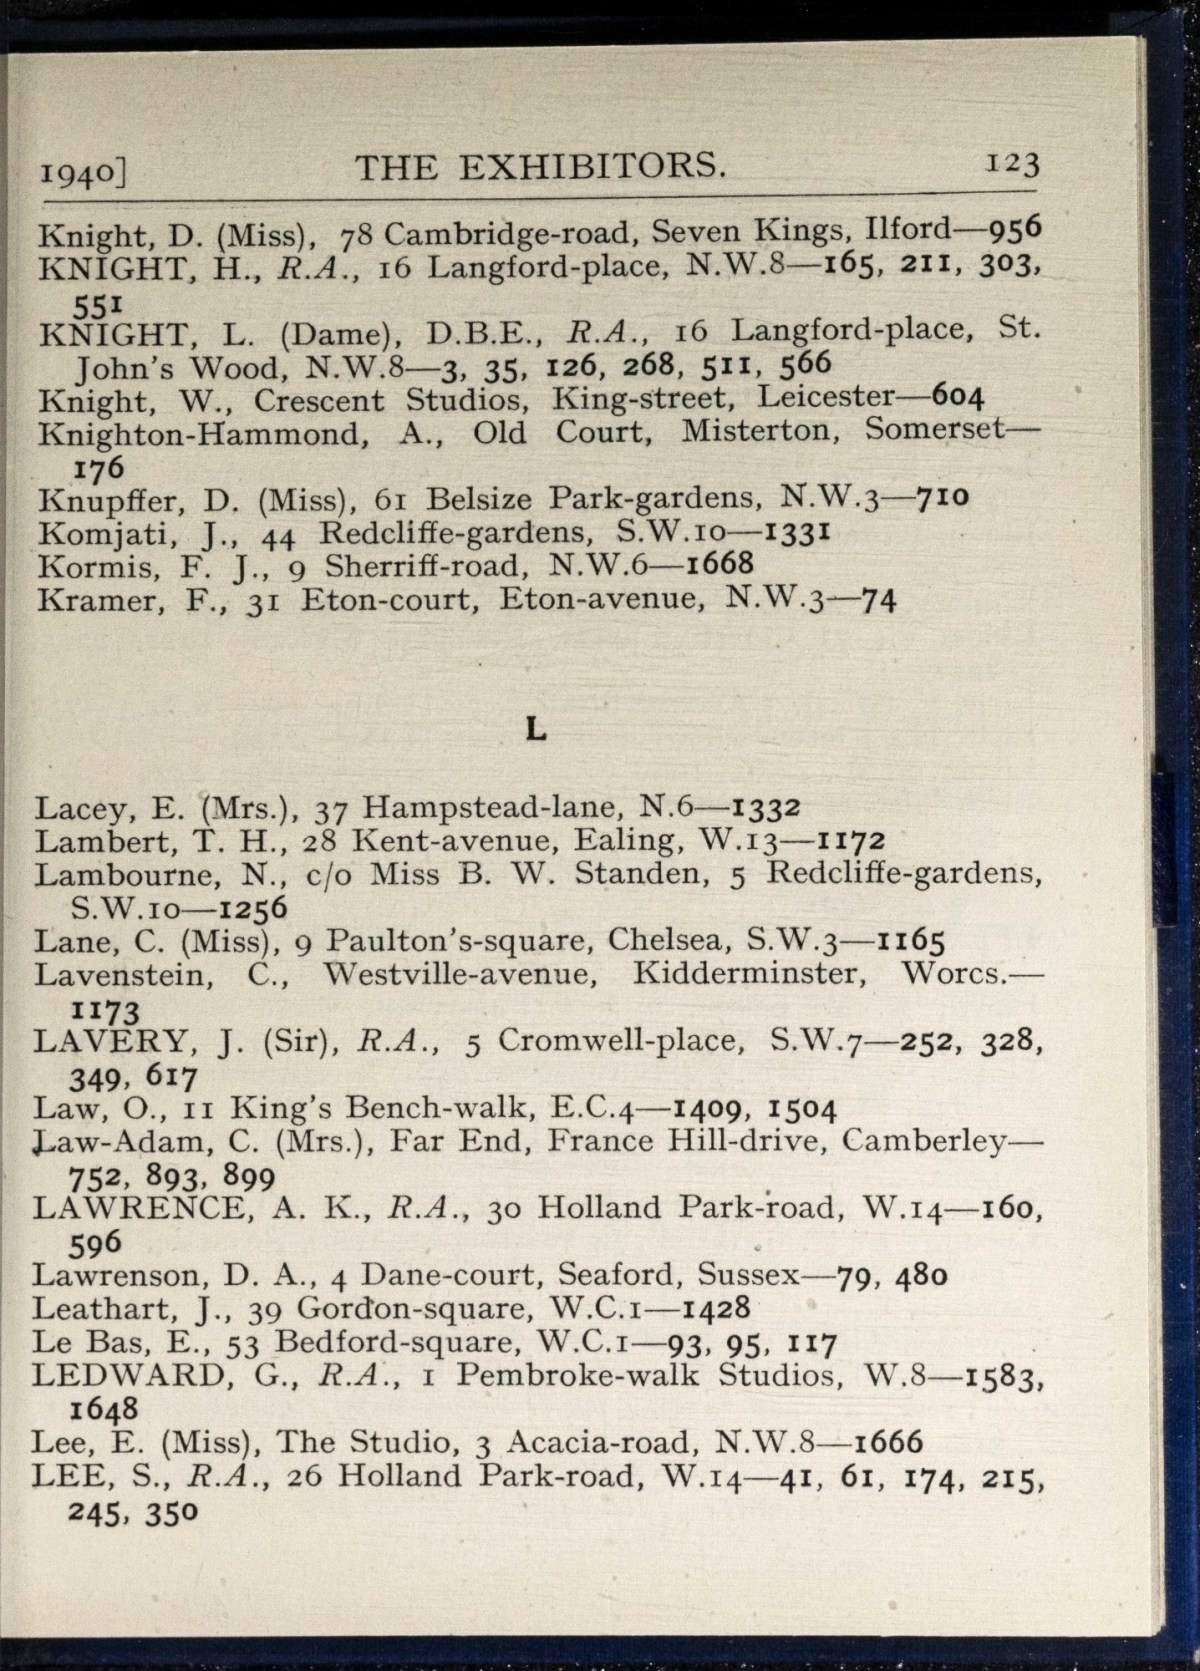 1940] THE EXHIBITORS. 123
Knight, D. (Miss), 78 Cambridge-road, Seven Kings, Ilford—956
KNIGHT, H., R.A., 16 Langford-place, N.W.8—165, 211, 303,
551
KNIGHT, L. (Dame), D.B.E., R.A., 16 Langford-place, St.
John's Wood, N.W.8—3, 35, 126, 268, 511, 566
Knight, W., Crescent Studios, King-street, Leicester—604
Knighton-Hammond, A., Old Court, Misterton, Somerset—
176
Knupffer, D. (Miss), 61 Belsize Park-gardens, N.W.3—710
Komjati, J., 44 Redcliffe-gardens, S.W.10—1331
Kormis, F. J., 9 Sherriff-road, N.W.6—1668
Kramer, F., 31 Eton-court, Eton-avenue, N.W.3—74
L
Lacey, E. (Mrs.), 37 Hampstead-lane, N.6—1332
Lambert, T. H., 28 Kent-avenue, Ealing, W.13—1172
Lambourne, N., c/o Miss B. W. Standen, 5 Redcliffe-gardens,
S.W.10—1256
Lane, C. (Miss), 9 Paulton's-square, Chelsea, S.W.3—1165
Lavenstein, C., Westville-avenue, Kidderminster, Worcs.—
1173
LAVERY, J. (Sir), R.A., 5 Cromwell-place, S.W.7—252, 328,
349, 617
Law, O., 11 King's Bench-walk, E.C.4—1409, 1504
Law-Adam, C. (Mrs.), Far End, France Hill-drive, Camberley—
752, 893, 899
LAWRENCE, A. K., R.A., 30 Holland Park-road, W.14—160,
596
Lawrenson, D. A., 4 Dane-court, Seaford, Sussex—79, 480
Leathart, J., 39 Gordon-square, W.C.1—1428
Le Bas, E., 53 Bedford-square, W.C.1—93, 95, 117
LEDWARD, G., R.A., 1 Pembroke-walk Studios, W.8—1583,
1648
Lee, E. (Miss), The Studio, 3 Acacia-road, N.W.8—1666
LEE, S., R.A., 26 Holland Park-road, W.14—41, 61, 174, 215,
245, 350